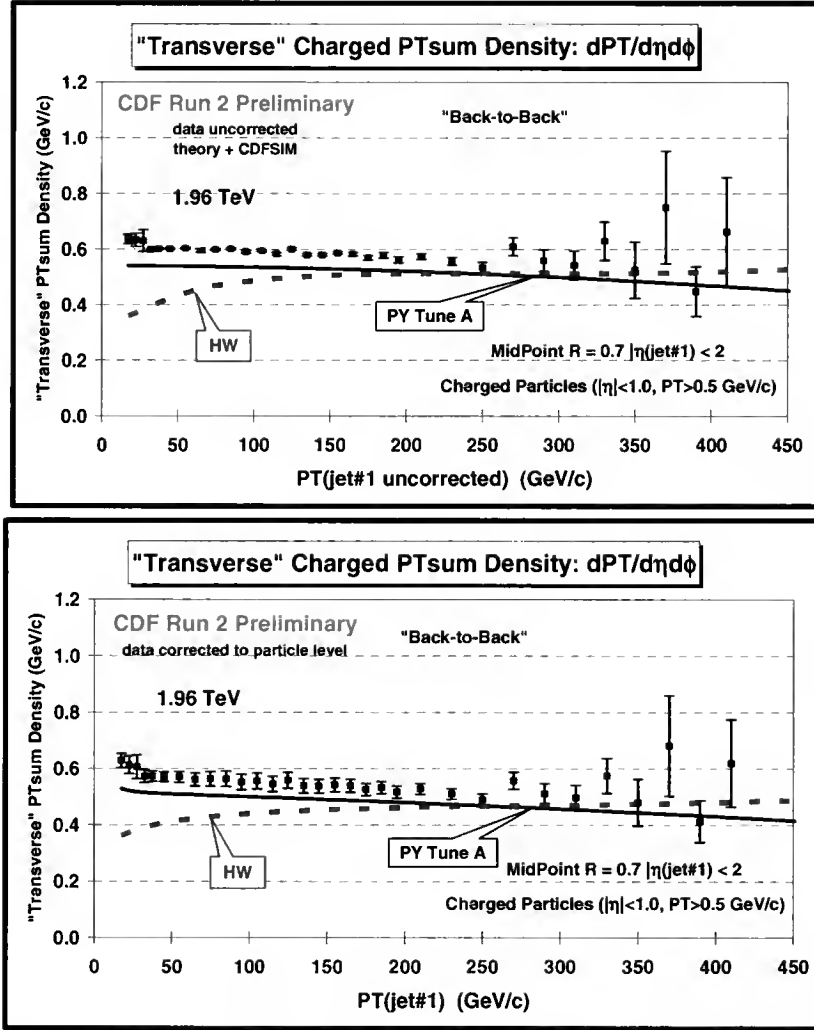 "Transverse" Charged PTsum Density: dPT/dηdϕ
CDF Run 2 Preliminary
data uncorrected
theory + CDFSIM
"Back-to-Back"
1.96 TeV
HW
PY Tune A
MidPoint R = 0.7 |η(jet#1) < 2
Charged Particles (|η|<1.0, PT>0.5 GeV/c)
"Transverse" PTsum Density (GeV/c)
1.2
1.0
0.8
0.6
0.4
0.2
0.0
0 50 100 150 200 250 300 350 400 450
PT(jet#1 uncorrected) (GeV/c)
"Transverse" Charged PTsum Density: dPT/dηdϕ
CDF Run 2 Preliminary
data corrected to particle level
"Back-to-Back"
1.96 TeV
HW
PY Tune A
MidPoint R = 0.7 |η(jet#1) < 2
Charged Particles (|η|<1.0, PT>0.5 GeV/c)
"Transverse" PTsum Density (GeV/c)
1.2
1.0
0.8
0.6
0.4
0.2
0.0
0 50 100 150 200 250 300 350 400 450
PT(jet#1) (GeV/c)